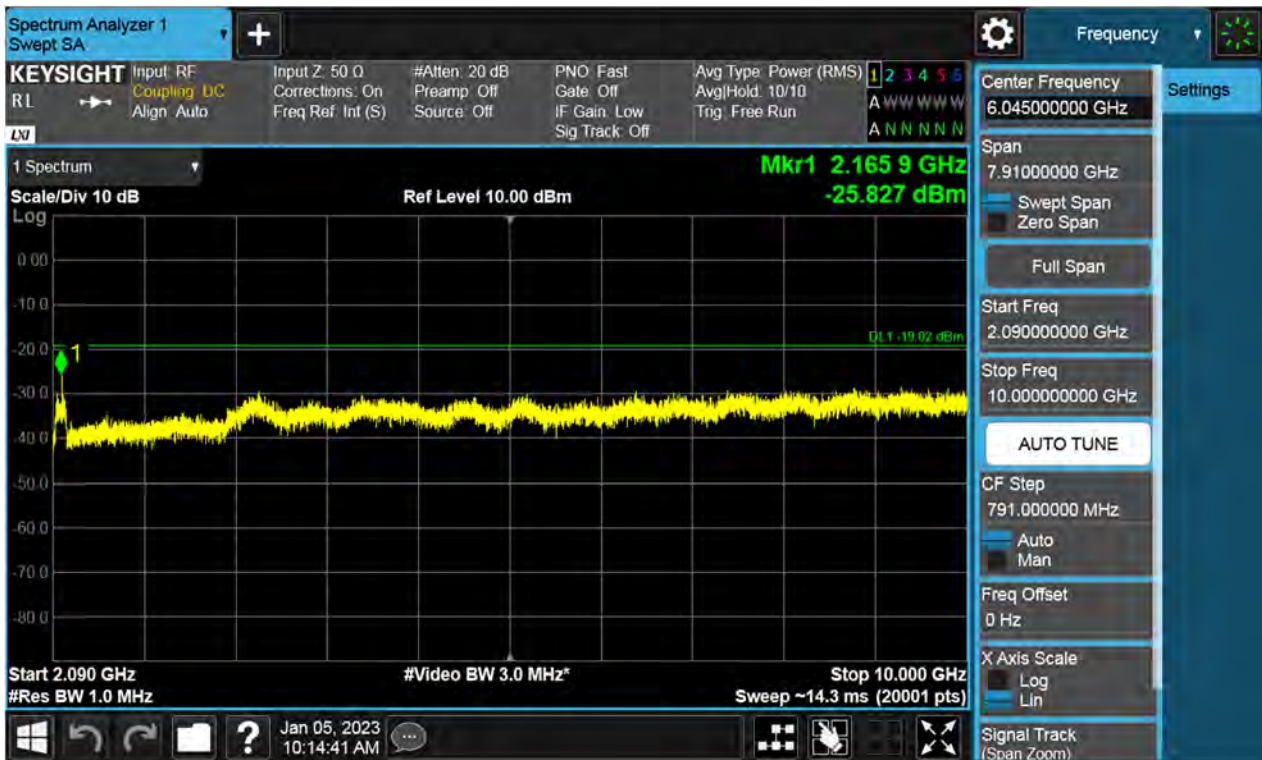 Spectrum Analyzer 1
Swept SA
+
Frequency
KEYSIGHT
RL
LXI
Input: RF
Coupling: DC
Align: Auto
Input Z: 50 Ω
Corrections: On
Freq Ref: Int (S)
#Atten: 20 dB
Preamp: Off
Source: Off
PNO: Fast
Gate: Off
IF Gain: Low
Sig Track: Off
Avg Type: Power (RMS)
Avg|Hold: 10/10
Trig: Free Run
1 2 3 4 5 6
A W W W W W
A N N N N N
1 Spectrum
Mkr1 2.165 9 GHz
Scale/Div 10 dB
Ref Level 10.00 dBm
-25.827 dBm
Log
0.00
-10.0
DL1 -19.02 dBm
-20.0
1
-30.0
-40.0
-50.0
-60.0
-70.0
-80.0
Start 2.090 GHz
#Video BW 3.0 MHz*
Stop 10.000 GHz
#Res BW 1.0 MHz
Sweep ~14.3 ms (20001 pts)
Center Frequency
6.045000000 GHz
Settings
Span
7.91000000 GHz
Swept Span
Zero Span
Full Span
Start Freq
2.090000000 GHz
Stop Freq
10.000000000 GHz
AUTO TUNE
CF Step
791.000000 MHz
Auto
Man
Freq Offset
0 Hz
X Axis Scale
Log
Lin
Signal Track
(Span Zoom)
?
Jan 05, 2023
10:14:41 AM